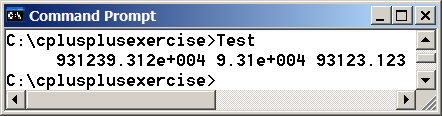 Command Prompt
C:\cplusplusexercise>Test
931239.312e+004 9.31e+004 93123.123
C:\cplusplusexercise>